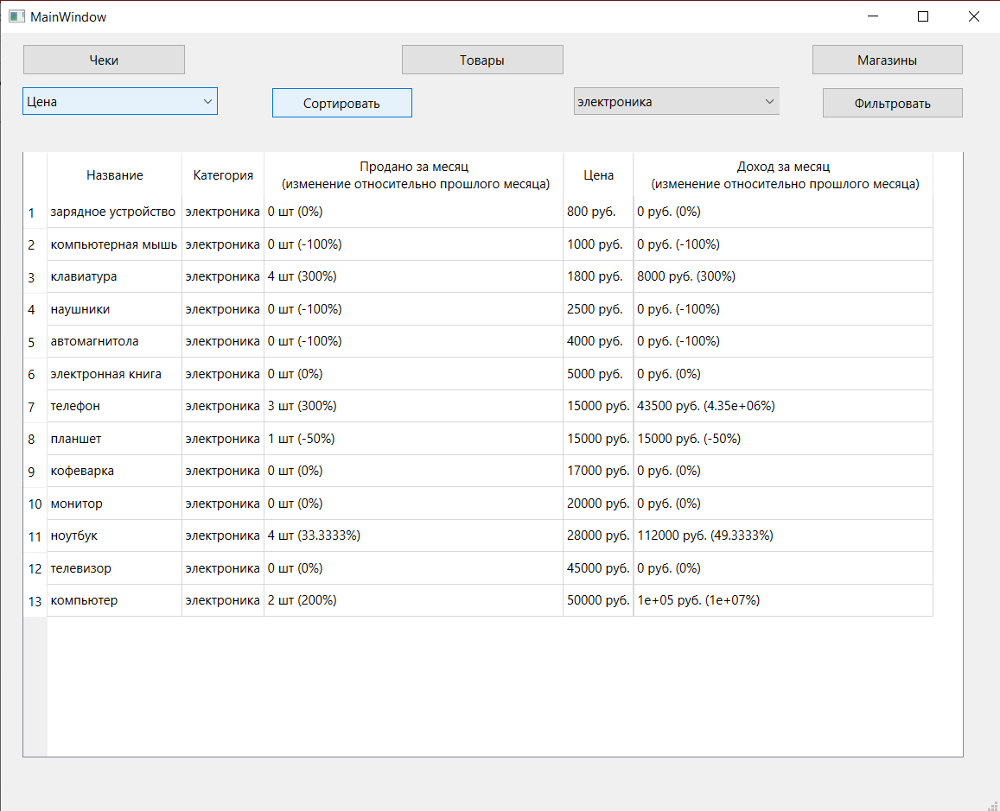 MainWindow
Чеки Товары Магазины
Цена Сортировать электроника Фильтровать
Название Категория Продано за месяц (изменение относительно прошлого месяца) Цена Доход за месяц (изменение относительно прошлого месяца)
1 зарядное устройство электроника 0 шт (0%) 800 руб. 0 руб. (0%)
2 компьютерная мышь электроника 0 шт (-100%) 1000 руб. 0 руб. (-100%)
3 клавиатура электроника 4 шт (300%) 1800 руб. 8000 руб. (300%)
4 наушники электроника 0 шт (-100%) 2500 руб. 0 руб. (-100%)
5 автомагнитола электроника 0 шт (-100%) 4000 руб. 0 руб. (-100%)
6 электронная книга электроника 0 шт (0%) 5000 руб. 0 руб. (0%)
7 телефон электроника 3 шт (300%) 15000 руб. 43500 руб. (4.35e+06%)
8 планшет электроника 1 шт (-50%) 15000 руб. 15000 руб. (-50%)
9 кофеварка электроника 0 шт (0%) 17000 руб. 0 руб. (0%)
10 монитор электроника 0 шт (0%) 20000 руб. 0 руб. (0%)
11 ноутбук электроника 4 шт (33.3333%) 28000 руб. 112000 руб. (49.3333%)
12 телевизор электроника 0 шт (0%) 45000 руб. 0 руб. (0%)
13 компьютер электроника 2 шт (200%) 50000 руб. 1e+05 руб. (1e+07%)